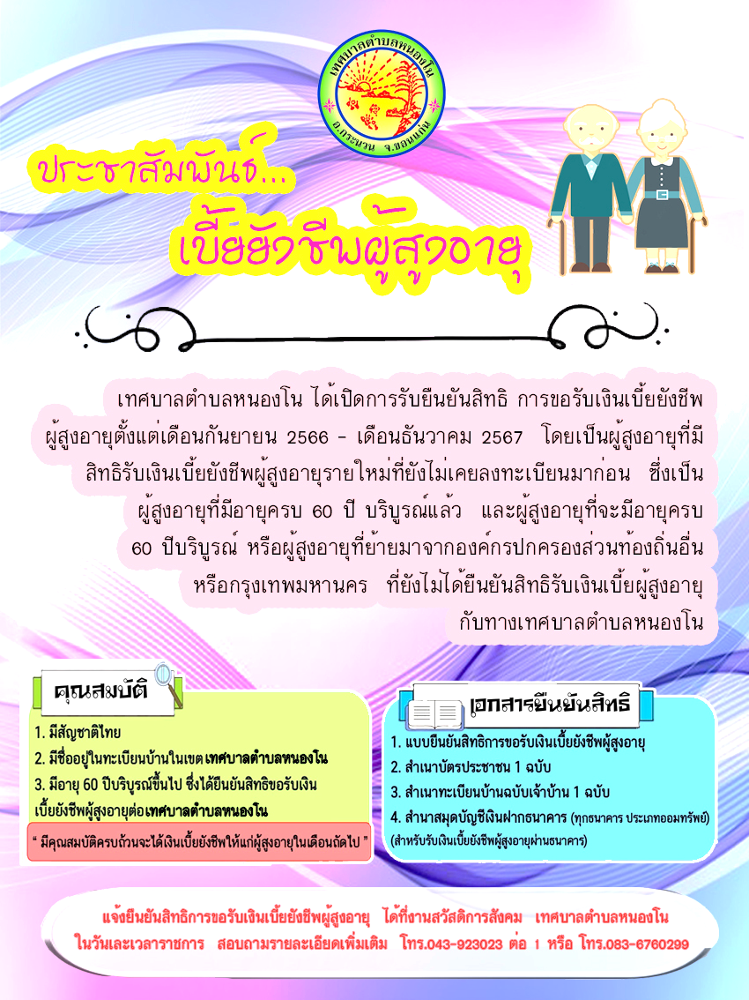 เทศบาลตำบลหนองโน
อ.กระนวน จ.ขอนแก่น
ประชาสัมพันธ์...
เบี้ยยังชีพผู้สูงอายุ
เทศบาลตำบลหนองโน ได้เปิดการรับยืนยันสิทธิ การขอรับเงินเบี้ยยังชีพ
ผู้สูงอายุตั้งแต่เดือนกันยายน 2566 - เดือนธันวาคม 2567 โดยเป็นผู้สูงอายุที่มี
สิทธิรับเงินเบี้ยยังชีพผู้สูงอายุรายใหม่ที่ยังไม่เคยลงทะเบียนมาก่อน ซึ่งเป็น
ผู้สูงอายุที่มีอายุครบ 60 ปี บริบูรณ์แล้ว และผู้สูงอายุที่จะมีอายุครบ
60 ปีบริบูรณ์ หรือผู้สูงอายุที่ย้ายมาจากองค์กรปกครองส่วนท้องถิ่นอื่น
หรือกรุงเทพมหานคร ที่ยังไม่ได้ยืนยันสิทธิรับเงินเบี้ยผู้สูงอายุ
กับทางเทศบาลตำบลหนองโน
คุณสมบัติ
1. มีสัญชาติไทย
2. มีชื่ออยู่ในทะเบียนบ้านในเขตเทศบาลตำบลหนองโน
3. มีอายุ 60 ปีบริบูรณ์ขึ้นไป ซึ่งได้ยืนยันสิทธิขอรับเงิน
เบี้ยยังชีพผู้สูงอายุต่อเทศบาลตำบลหนองโน
“ มีคุณสมบัติครบถ้วนจะได้เงินเบี้ยยังชีพให้แก่ผู้สูงอายุในเดือนถัดไป ”
เอกสารยืนยันสิทธิ
1. แบบยืนยันสิทธิการขอรับเงินเบี้ยยังชีพผู้สูงอายุ
2. สำเนาบัตรประชาชน 1 ฉบับ
3. สำเนาทะเบียนบ้านฉบับเจ้าบ้าน 1 ฉบับ
4. สำนาสมุดบัญชีเงินฝากธนาคาร (ทุกธนาคาร ประเภทออมทรัพย์)
(สำหรับรับเงินเบี้ยยังชีพผู้สูงอายุผ่านธนาคาร)
แจ้งยืนยันสิทธิการขอรับเงินเบี้ยยังชีพผู้สูงอายุ ได้ที่งานสวัสดิการสังคม เทศบาลตำบลหนองโน
ในวันเละเวลาราชการ สอบถามรายละเอียดเพิ่มเติม โทร.043-923023 ต่อ 1 หรือ โทร.083-6760299